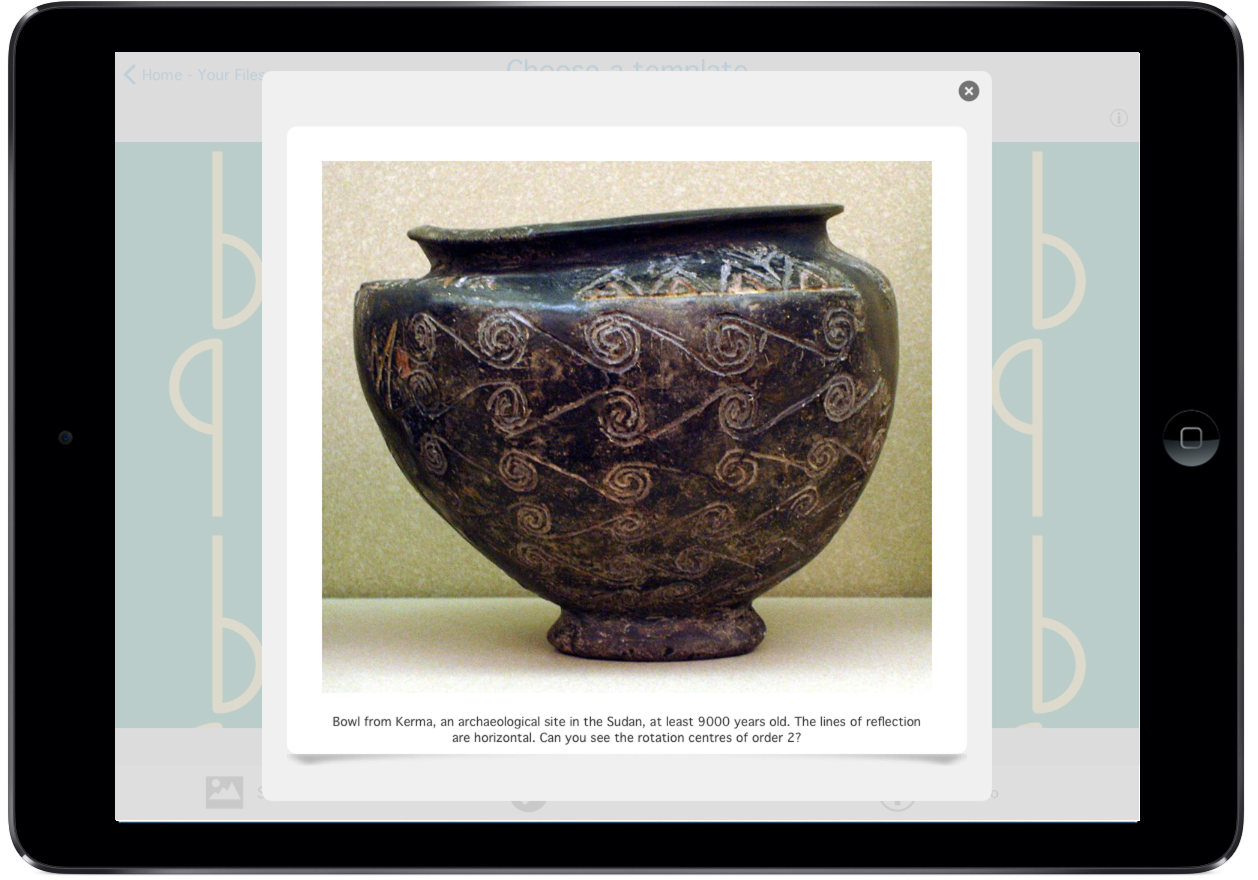 Home - Your Files
Choose a template
Bowl from Kerma, an archaeological site in the Sudan, at least 9000 years old. The lines of reflection
are horizontal. Can you see the rotation centres of order 2?